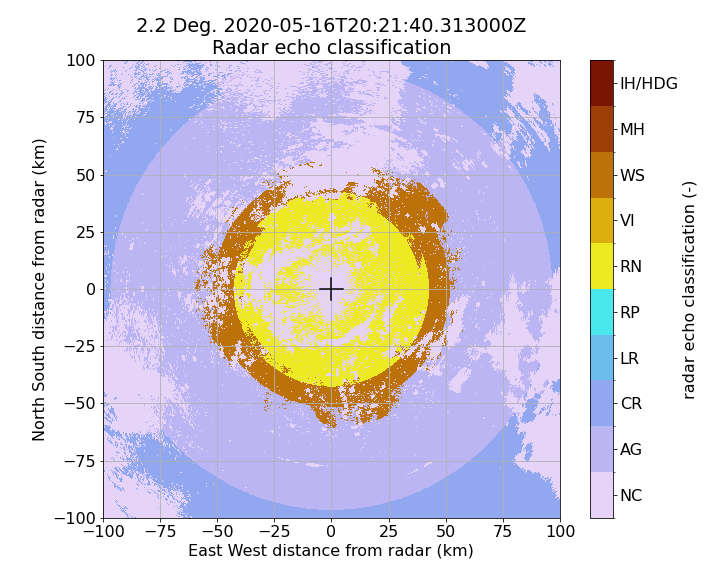 2.2 Deg. 2020-05-16T20:21:40.313000Z
Radar echo classification
100
75
50
25
0
−25
−50
−75
−100
North South distance from radar (km)
−100 −75 −50 −25 0 25 50 75 100
East West distance from radar (km)
IH/HDG
MH
WS
VI
RN
RP
LR
CR
AG
NC
radar echo classification (-)